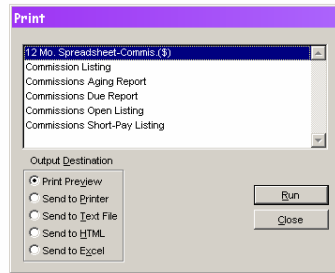 Print
12 Mo. Spreadsheet-Commis.($)
Commission Listing
Commissions Aging Report
Commissions Due Report
Commissions Open Listing
Commissions Short-Pay Listing
Output Destination
Print Preview
Send to Printer
Send to Text File
Send to HTML
Send to Excel
Run
Close